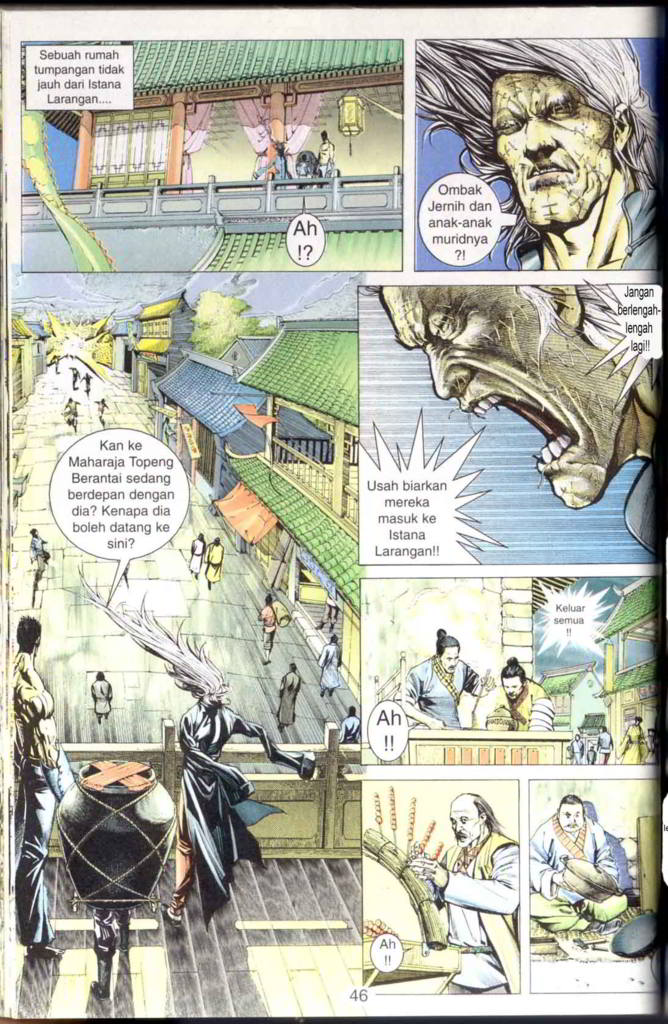 Sebuah rumah
tumpangan tidak
jauh dari Istana
Larangan....
Ah
!?
Ombak
Jernih dan
anak-anak
muridnya
?!
Kan ke
Maharaja Topeng
Berantai sedang
berdepan dengan
dia? Kenapa dia
boleh datang ke
sini?
Jangan
berlengah-
lengah
lagi!!
Usah biarkan
mereka
masuk ke
Istana
Larangan!!
Keluar
semua
!!
Ah
!!
Ah
!!
46